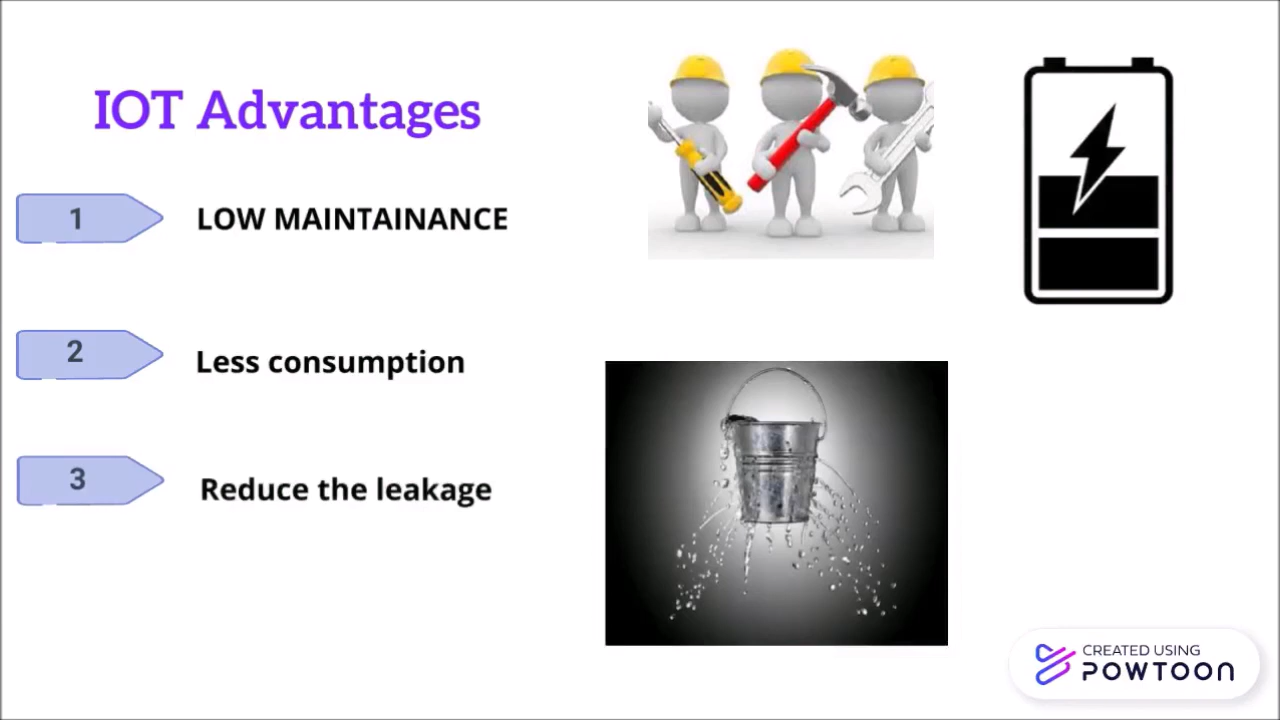 IOT Advantages
1
LOW MAINTAINANCE
2
Less consumption
3
Reduce the leakage
CREATED USING
POWTOON